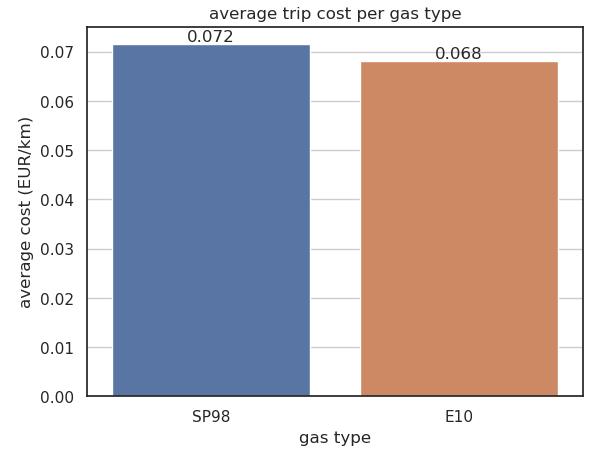 average trip cost per gas type
0.072
0.068
0.07
0.06
0.05
0.04
0.03
0.02
0.01
0.00
average cost (EUR/km)
SP98
E10
gas type